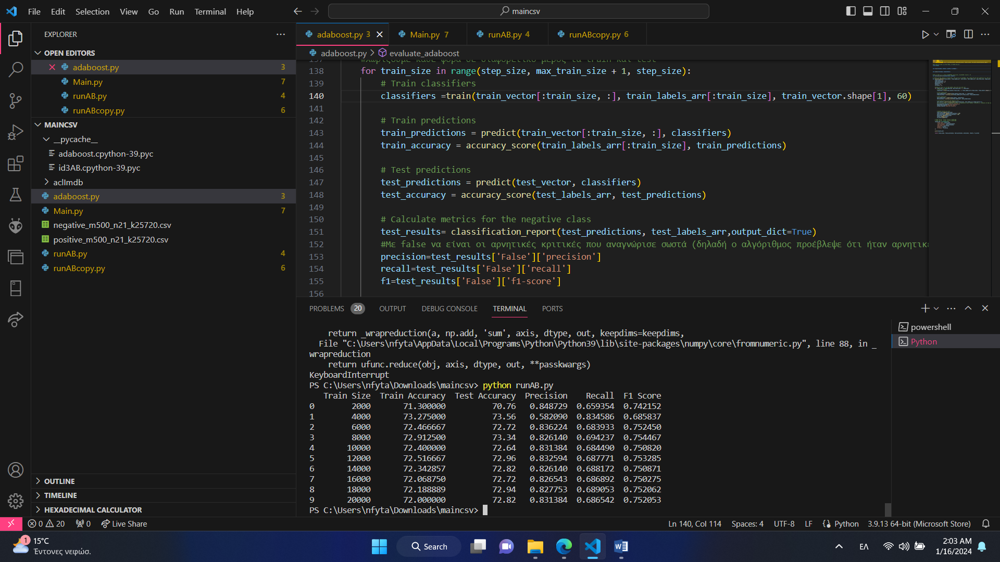 File Edit Selection View Go Run Terminal Help
maincsv
EXPLORER
OPEN EDITORS
adaboost.py 3
Main.py 7
runAB.py 4
runABcopy.py 6
MAINCSV
__pycache__
adaboost.cpython-39.pyc
id3AB.cpython-39.pyc
aclImdb
adaboost.py 3
Main.py 7
negative_m500_n21_k25720.csv
positive_m500_n21_k25720.csv
runAB.py 4
runABcopy.py 6
OUTLINE
TIMELINE
HEXADECIMAL CALCULATOR
adaboost.py 3 Main.py 7 runAB.py 4 runABcopy.py 6
adaboost.py > evaluate_adaboost
137 #χωρίζουμε κάθε φορά σε διαφορετικό μέρος τα train και test
138 for train_size in range(step_size, max_train_size + 1, step_size):
139 # Train classifiers
140 classifiers =train(train_vector[:train_size, :], train_labels_arr[:train_size], train_vector.shape[1], 60)
141
142 # Train predictions
143 train_predictions = predict(train_vector[:train_size, :], classifiers)
144 train_accuracy = accuracy_score(train_labels_arr[:train_size], train_predictions)
145
146 # Test predictions
147 test_predictions = predict(test_vector, classifiers)
148 test_accuracy = accuracy_score(test_labels_arr, test_predictions)
149
150 # Calculate metrics for the negative class
151 test_results= classification_report(test_predictions, test_labels_arr,output_dict=True)
152 #Με false να είναι οι αρνητικές κριτικές που αναγνώρισε σωστά (δηλαδή ο αλγόριθμος προέβλεψε ότι ήταν αρνητικέ
153 precision=test_results['False']['precision']
154 recall=test_results['False']['recall']
155 f1=test_results['False']['f1-score']
156
PROBLEMS 20 OUTPUT DEBUG CONSOLE TERMINAL PORTS
return _wrapreduction(a, np.add, 'sum', axis, dtype, out, keepdims=keepdims,
File "C:\Users\nfyta\AppData\Local\Programs\Python\Python39\lib\site-packages\numpy\core\fromnumeric.py", line 88, in _
wrapreduction
return ufunc.reduce(obj, axis, dtype, out, **passkwargs)
KeyboardInterrupt
PS C:\Users\nfyta\Downloads\maincsv> python runAB.py
Train Size Train Accuracy Test Accuracy Precision Recall F1 Score
0 2000 71.300000 70.76 0.848729 0.659354 0.742152
1 4000 73.275000 73.56 0.582090 0.834586 0.685837
2 6000 72.466667 72.72 0.836224 0.683933 0.752450
3 8000 72.912500 73.34 0.826140 0.694237 0.754467
4 10000 72.400000 72.64 0.831384 0.684490 0.750820
5 12000 72.516667 72.96 0.832594 0.687771 0.753285
6 14000 72.342857 72.82 0.826140 0.688172 0.750871
7 16000 72.068750 72.72 0.826543 0.686892 0.750275
8 18000 72.188889 72.94 0.827753 0.689053 0.752062
9 20000 72.000000 72.82 0.831384 0.686542 0.752053
PS C:\Users\nfyta\Downloads\maincsv>
powershell
Python
0 20 0 Live Share
Ln 140, Col 114 Spaces: 4 UTF-8 LF Python 3.9.13 64-bit (Microsoft Store)
1
15°C
Έντονες νεφώσ.
Search
ΕΛ
2:03 AM
1/16/2024